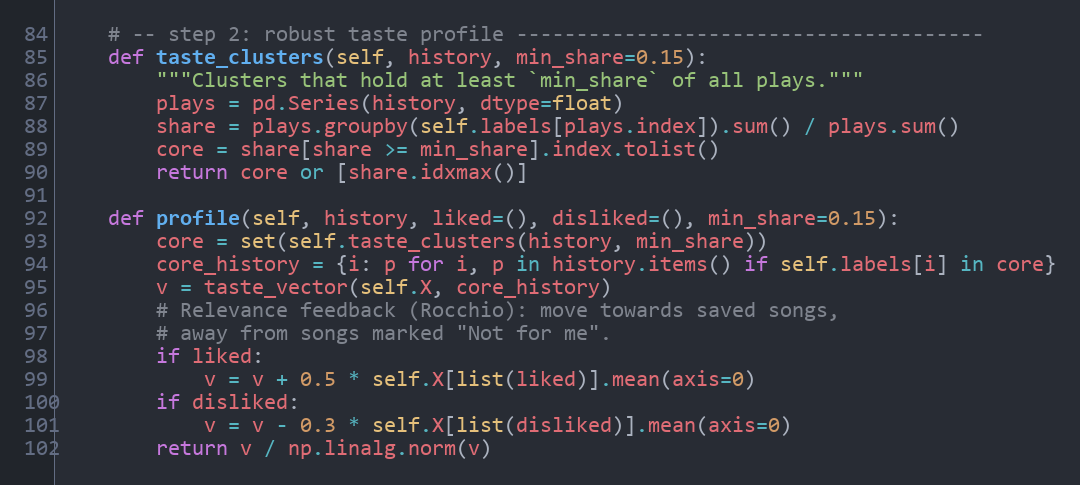 84    # -- step 2: robust taste profile ---------------------------------------
85    def taste_clusters(self, history, min_share=0.15):
86        """Clusters that hold at least `min_share` of all plays."""
87        plays = pd.Series(history, dtype=float)
88        share = plays.groupby(self.labels[plays.index]).sum() / plays.sum()
89        core = share[share >= min_share].index.tolist()
90        return core or [share.idxmax()]
91
92    def profile(self, history, liked=(), disliked=(), min_share=0.15):
93        core = set(self.taste_clusters(history, min_share))
94        core_history = {i: p for i, p in history.items() if self.labels[i] in core}
95        v = taste_vector(self.X, core_history)
96        # Relevance feedback (Rocchio): move towards saved songs,
97        # away from songs marked "Not for me".
98        if liked:
99            v = v + 0.5 * self.X[list(liked)].mean(axis=0)
100        if disliked:
101            v = v - 0.3 * self.X[list(disliked)].mean(axis=0)
102        return v / np.linalg.norm(v)